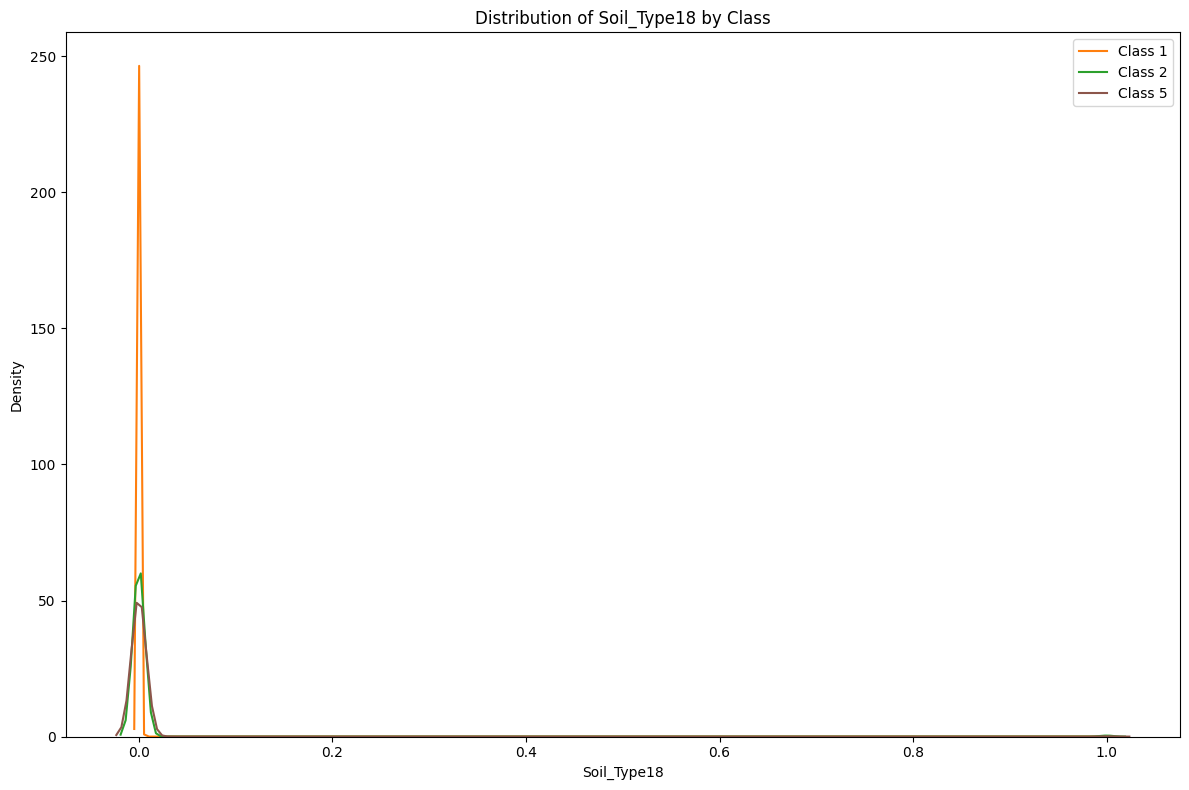 Distribution of Soil_Type18 by Class
Class 1
Class 2
Class 5
250
200
150
100
50
0
Density
0.0 0.2 0.4 0.6 0.8 1.0
Soil_Type18